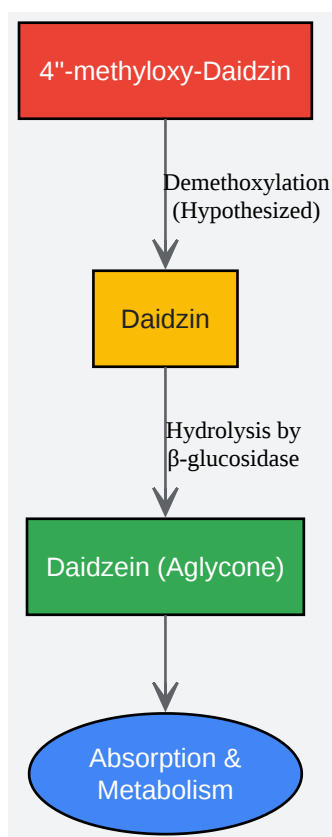 4"-methyloxy-Daidzin
Demethoxylation
(Hypothesized)
Daidzin
Hydrolysis by
β-glucosidase
Daidzein (Aglycone)
Absorption &
Metabolism